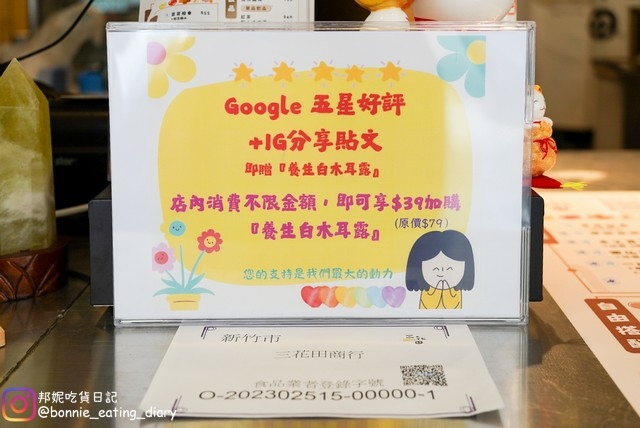 Google 五星好評
+IG分享貼文
即贈『養生白木耳露』
店內消費不限金額，即可享$39加購
『養生白木耳露』
(原價$79)
您的支持是我們最大的動力
新竹市
三花田商行
食品業者登錄字號
O-202302515-00000-1
自由搭配
邦妮吃貨日記
@bonnie_eating_diary